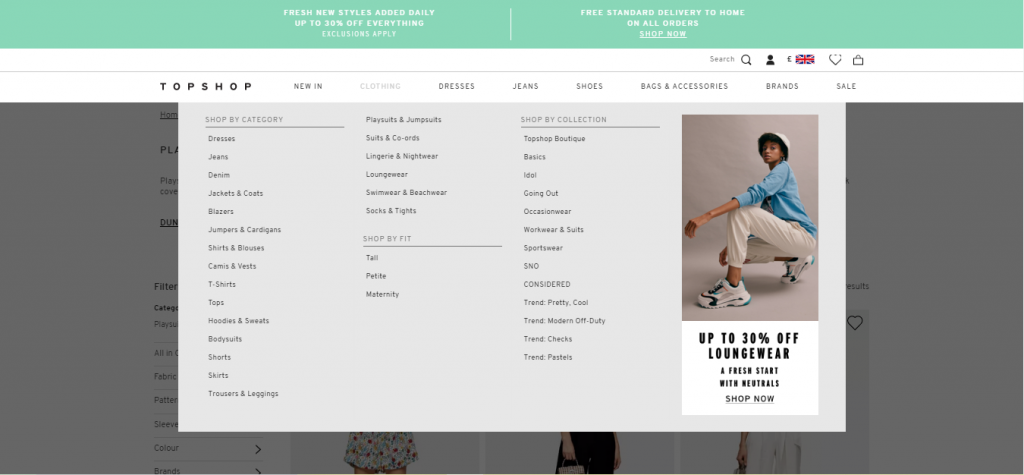 FRESH NEW STYLES ADDED DAILY
UP TO 30% OFF EVERYTHING
EXCLUSIONS APPLY
FREE STANDARD DELIVERY TO HOME
ON ALL ORDERS
SHOP NOW
Search
£
TOPSHOP
NEW IN
CLOTHING
DRESSES
JEANS
SHOES
BAGS & ACCESSORIES
BRANDS
SALE
SHOP BY CATEGORY
Dresses
Jeans
Denim
Jackets & Coats
Blazers
Jumpers & Cardigans
Shirts & Blouses
Camis & Vests
T-Shirts
Tops
Hoodies & Sweats
Bodysuits
Shorts
Skirts
Trousers & Leggings
Playsuits & Jumpsuits
Suits & Co-ords
Lingerie & Nightwear
Loungewear
Swimwear & Beachwear
Socks & Tights
SHOP BY FIT
Tall
Petite
Maternity
SHOP BY COLLECTION
Topshop Boutique
Basics
Idol
Going Out
Occasionwear
Workwear & Suits
Sportswear
SNO
CONSIDERED
Trend: Pretty, Cool
Trend: Modern Off-Duty
Trend: Checks
Trend: Pastels
UP TO 30% OFF
LOUNGEWEAR
A FRESH START
WITH NEUTRALS
SHOP NOW
Home
PLA
Plays
cove
DUN
Filter
results
Catego
Playsu
All in O
Fabric
Patter
Sleeve
Colour
Brands